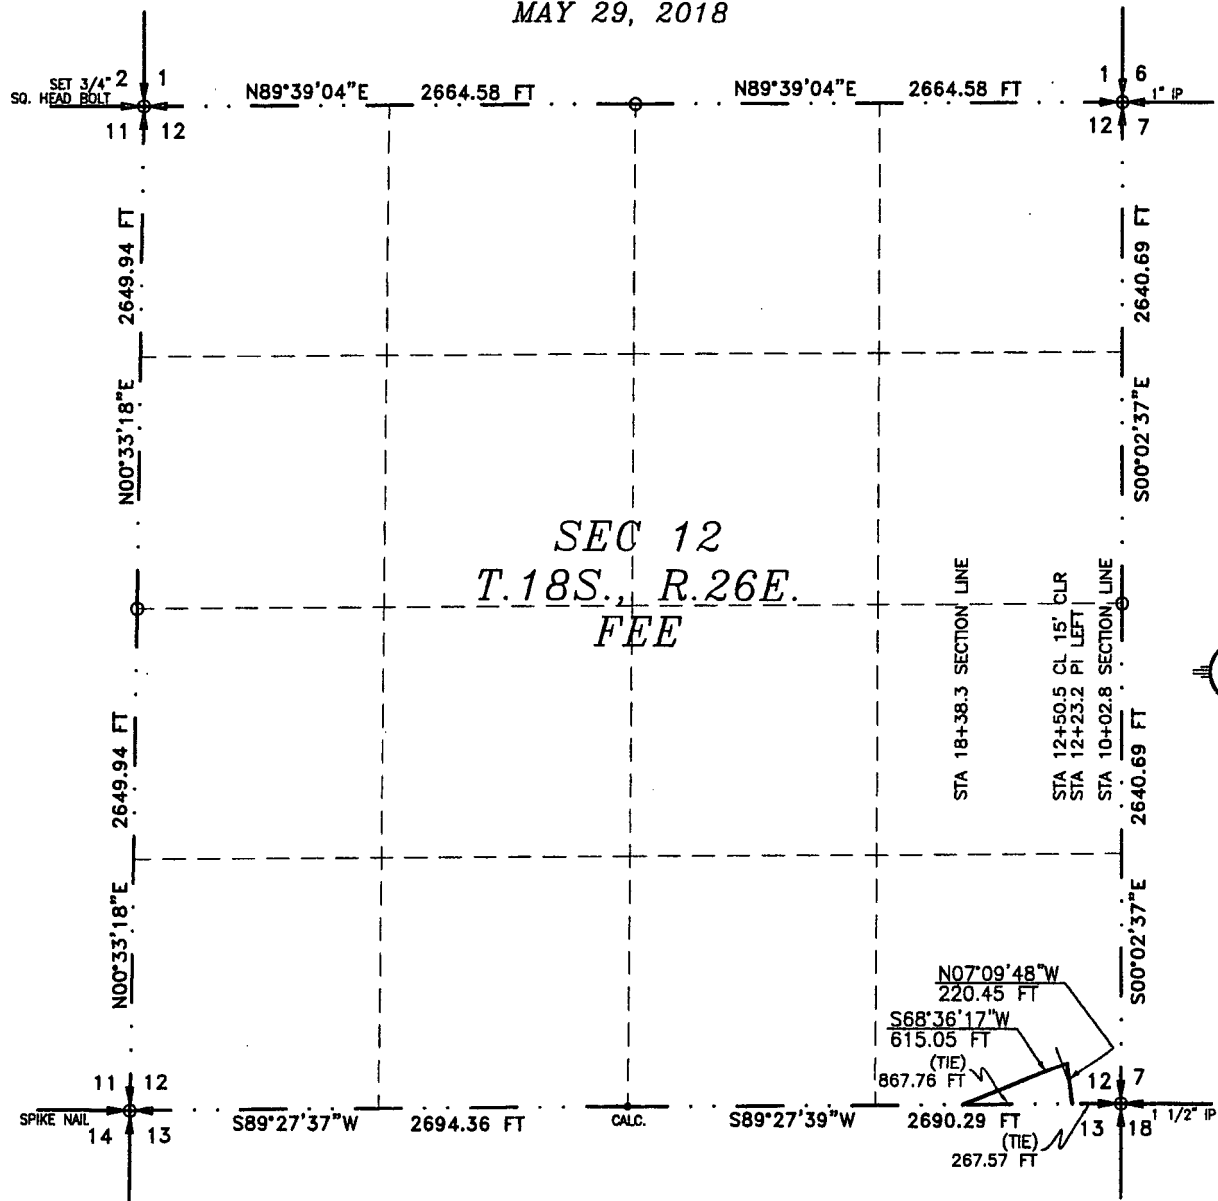 MAY 29, 2018
SET 3/4"
SQ. HEAD BOLT
2 1
11 12
N89°39'04"E 2664.58 FT
N89°39'04"E 2664.58 FT
1 6
12 7
1" IP
2649.94 FT
N00°33'18"E
2640.69 FT
S00°02'37"E
SEC 12
T.18S., R.26E.
FEE
STA 18+38.3 SECTION LINE
STA 12+50.5 CL 15' CLR
STA 12+23.2 PI LEFT
STA 10+02.8 SECTION LINE
2649.94 FT
N00°33'18"E
2640.69 FT
S00°02'37"E
N07°09'48"W
220.45 FT
S68°36'17"W
615.05 FT
(TIE)
867.76 FT
11 12
14 13
SPIKE NAIL
S89°27'37"W 2694.36 FT
CALC.
S89°27'39"W 2690.29 FT
(TIE)
267.57 FT
12 7
13 18
1 1/2" IP